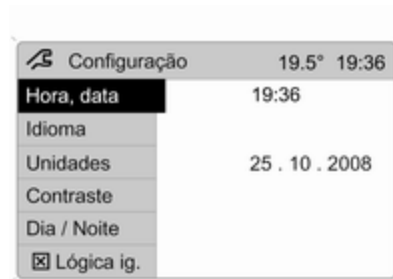 Configuração 19.5° 19:36
Hora, data 19:36
Idioma
Unidades 25 . 10 . 2008
Contraste
Dia / Noite
Lógica ig.